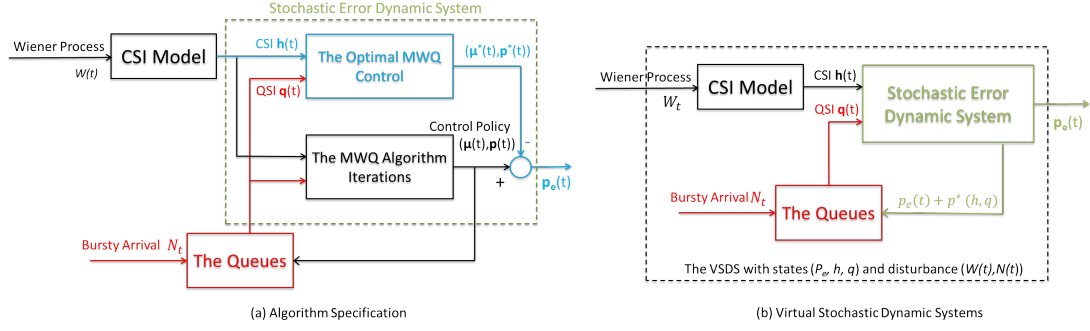 Stochastic Error Dynamic System
Wiener Process
W(t)
CSI Model
CSI h(t)
QSI q(t)
The Optimal MWQ
Control
(μ*(t),p*(t))
-
The MWQ Algorithm
Iterations
Control Policy
(μ(t),p(t))
+
pe(t)
Bursty Arrival Nt
The Queues
(a) Algorithm Specification
Wiener Process
Wt
CSI Model
CSI h(t)
QSI q(t)
Stochastic Error
Dynamic System
pe(t)
Bursty Arrival Nt
The Queues
pe(t) + p* (h, q)
The VSDS with states (Pe, h, q) and disturbance (W(t),N(t))
(b) Virtual Stochastic Dynamic Systems